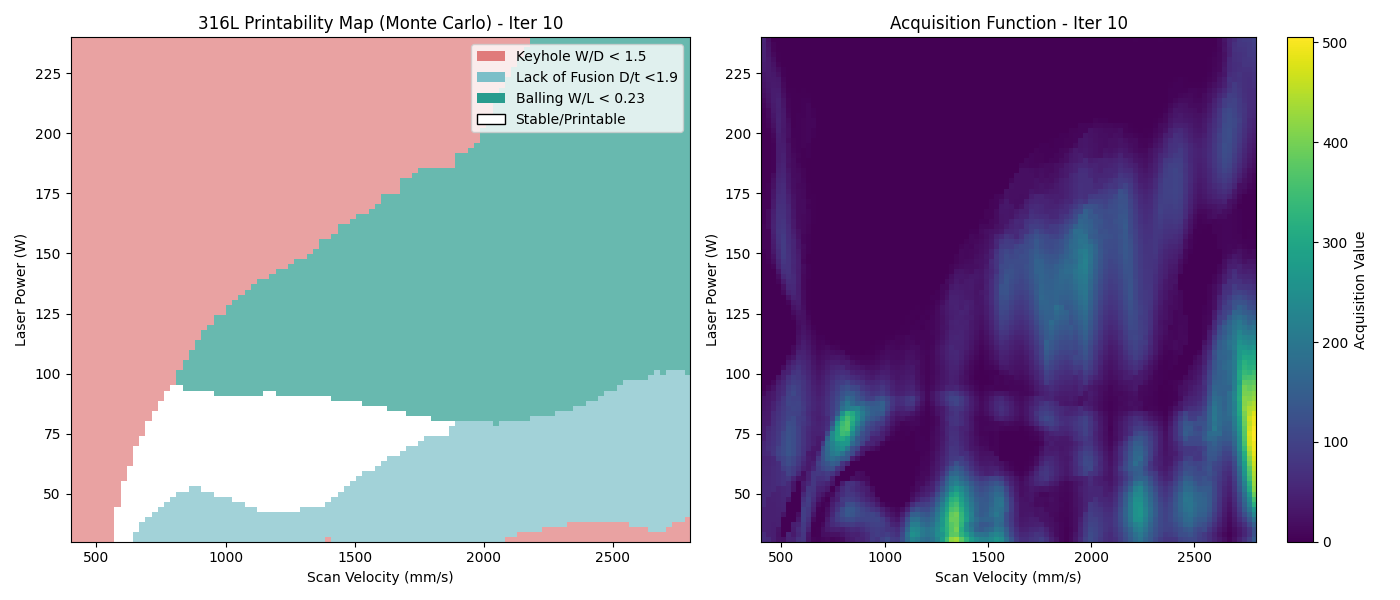 316L Printability Map (Monte Carlo) - Iter 10
Keyhole W/D < 1.5
Lack of Fusion D/t <1.9
Balling W/L < 0.23
Stable/Printable
225
200
175
150
125
100
75
50
Laser Power (W)
500 1000 1500 2000 2500
Scan Velocity (mm/s)
Acquisition Function - Iter 10
225
200
175
150
125
100
75
50
Laser Power (W)
500 1000 1500 2000 2500
Scan Velocity (mm/s)
500
400
300
200
100
0
Acquisition Value